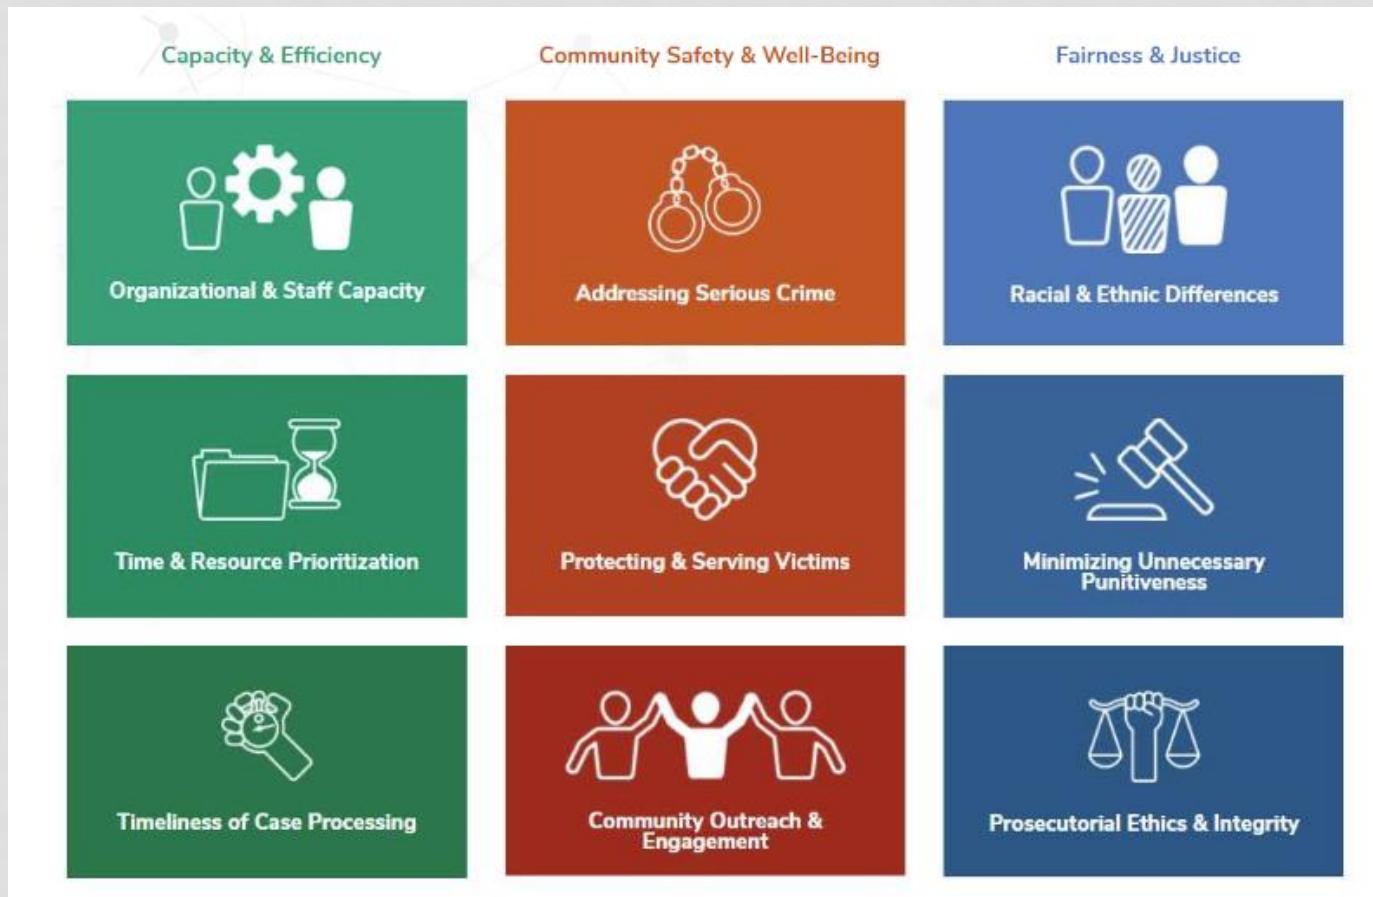 Capacity & Efficiency
Community Safety & Well-Being
Fairness & Justice
Organizational & Staff Capacity
Addressing Serious Crime
Racial & Ethnic Differences
Time & Resource Prioritization
Protecting & Serving Victims
Minimizing Unnecessary
Punitiveness
Timeliness of Case Processing
Community Outreach &
Engagement
Prosecutorial Ethics & Integrity